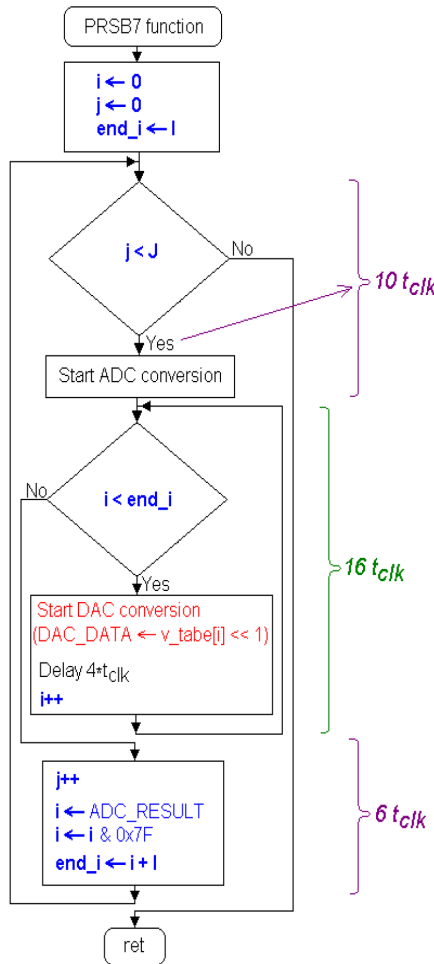 PRSB7 function
i ← 0
j ← 0
end_i ← I
j < J
No
10 tclk
Yes
Start ADC conversion
No
i < end_i
16 tclk
Yes
Start DAC conversion
(DAC_DATA ← v_tabe[i] << 1)
Delay 4*tclk
i++
j++
i ← ADC_RESULT
i ← i & 0x7F
end_i ← i + I
6 tclk
ret